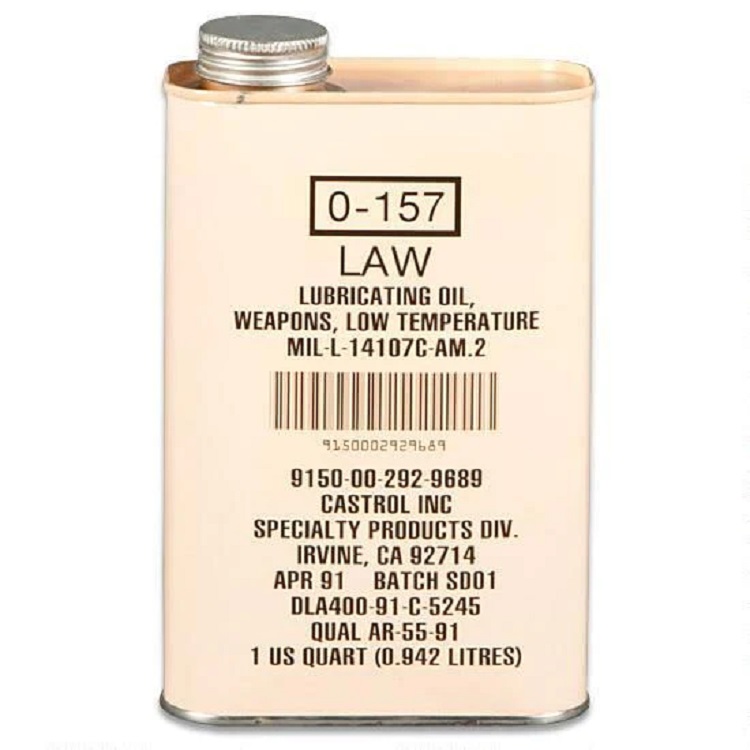 0-157
LAW
LUBRICATING OIL,
WEAPONS, LOW TEMPERATURE
MIL-L-14107C-AM.2
9150002929689
9150-00-292-9689
CASTROL INC
SPECIALTY PRODUCTS DIV.
IRVINE, CA 92714
APR 91 BATCH SD01
DLA400-91-C-5245
QUAL AR-55-91
1 US QUART (0.942 LITRES)